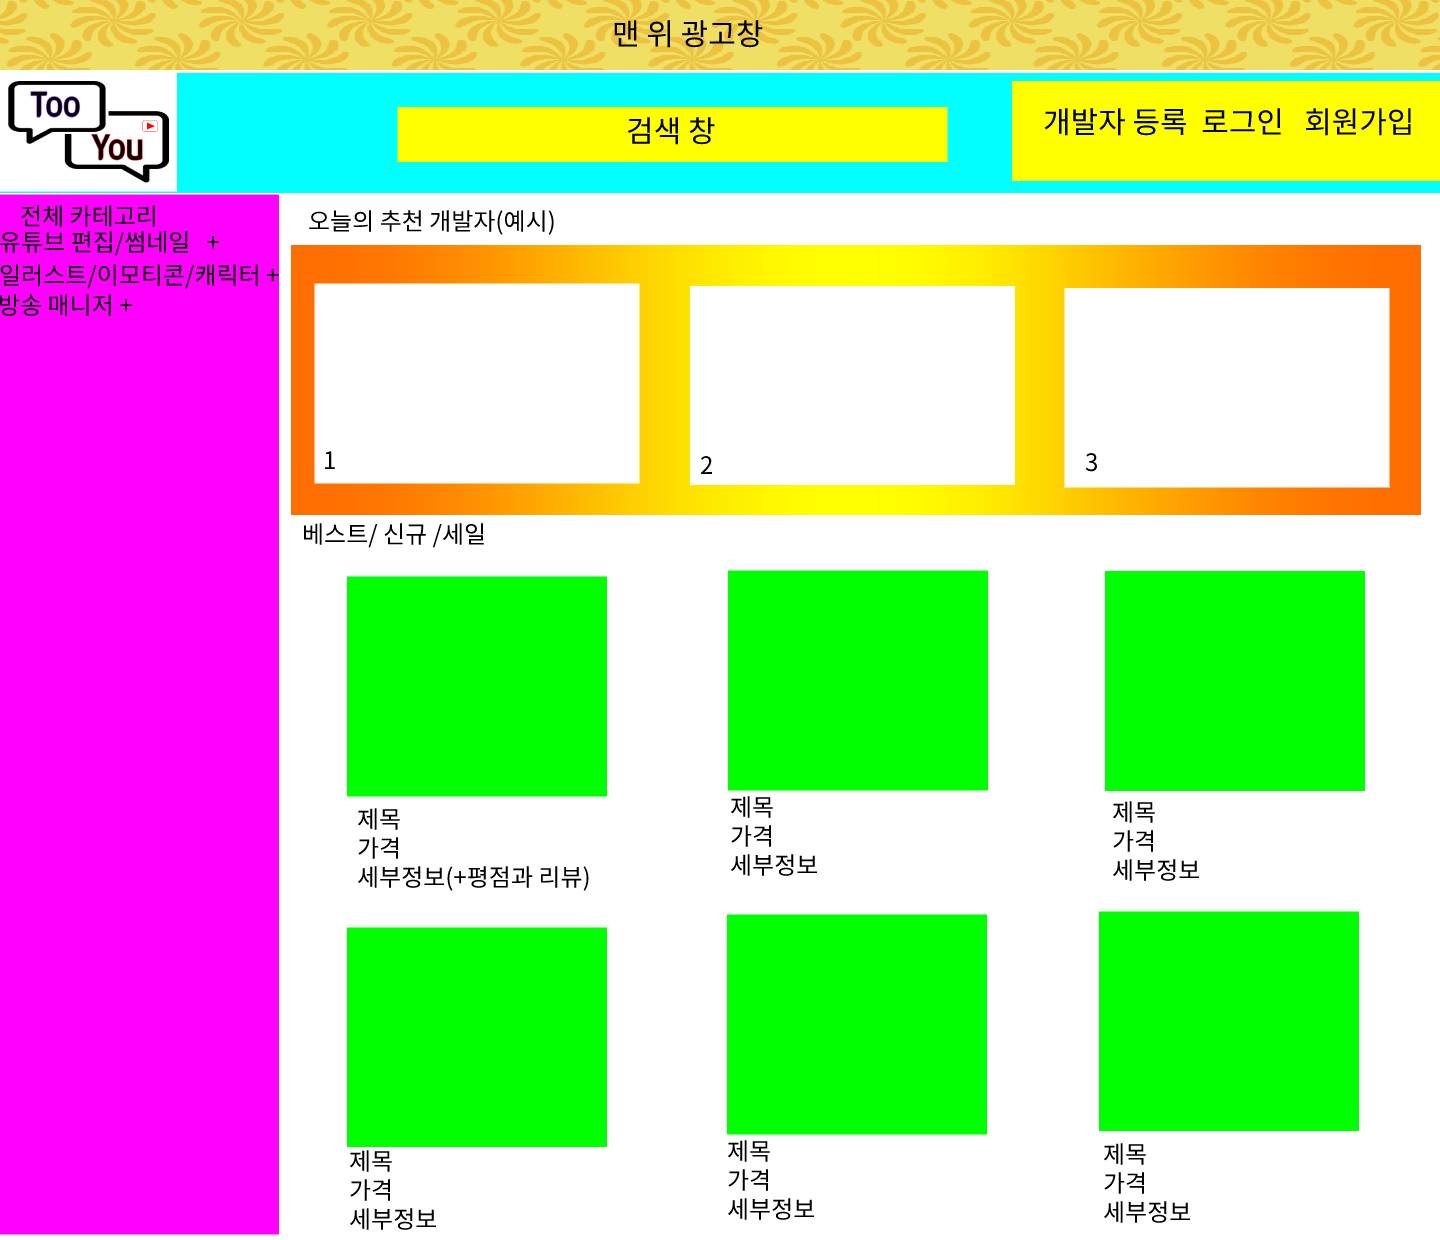 맨 위 광고창
Too
You
검색 창
개발자 등록 로그인 회원가입
전체 카테고리
유튜브 편집/썸네일 +
일러스트/이모티콘/캐릭터 +
방송 매니저 +
오늘의 추천 개발자(예시)
1
2
3
베스트/ 신규 /세일
제목
가격
세부정보(+평점과 리뷰)
제목
가격
세부정보
제목
가격
세부정보
제목
가격
세부정보
제목
가격
세부정보
제목
가격
세부정보